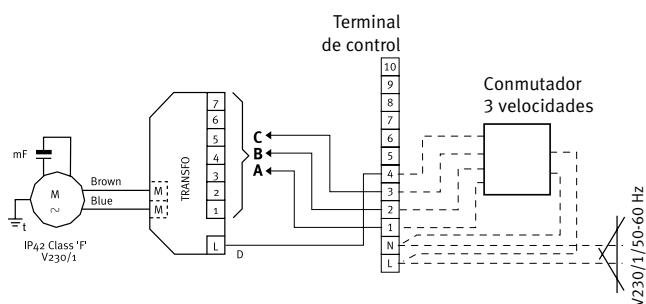 Terminal
de control
Conmutador
3 velocidades
10
9
8
7
6
5
4
3
2
1
N
L
7
6
5
4
3
2
1
L
TRANSFO
C
B
A
D
mF
M
~
Brown
Blue
M
M
t
IP42 Class 'F'
V230/1
V230/1/50-60 Hz